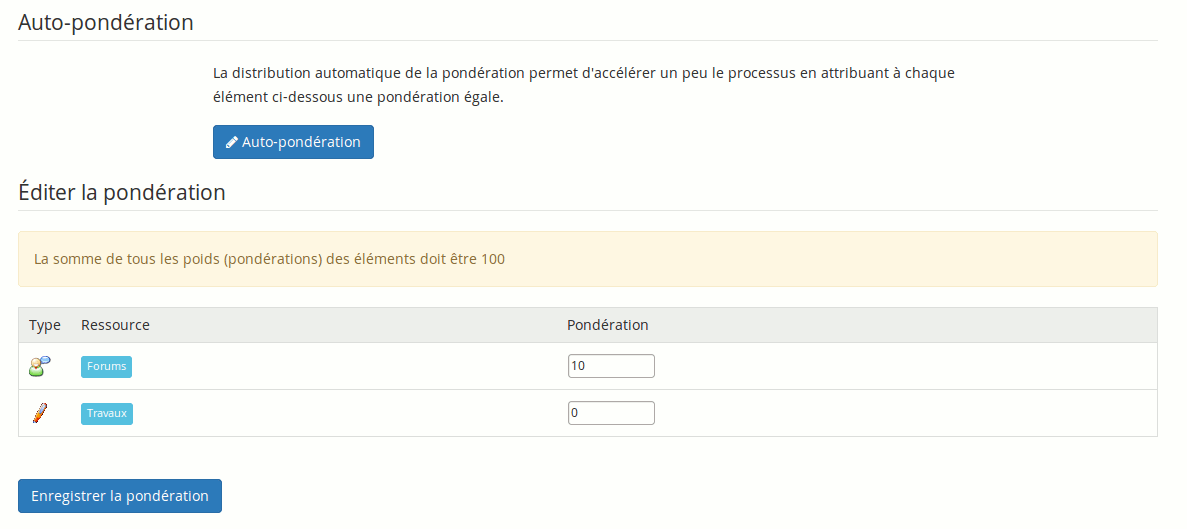 Auto-pondération
La distribution automatique de la pondération permet d'accélérer un peu le processus en attribuant à chaque
élément ci-dessous une pondération égale.
Auto-pondération
Éditer la pondération
La somme de tous les poids (pondérations) des éléments doit être 100
Type Ressource Pondération
Forums 10
Travaux 0
Enregistrer la pondération